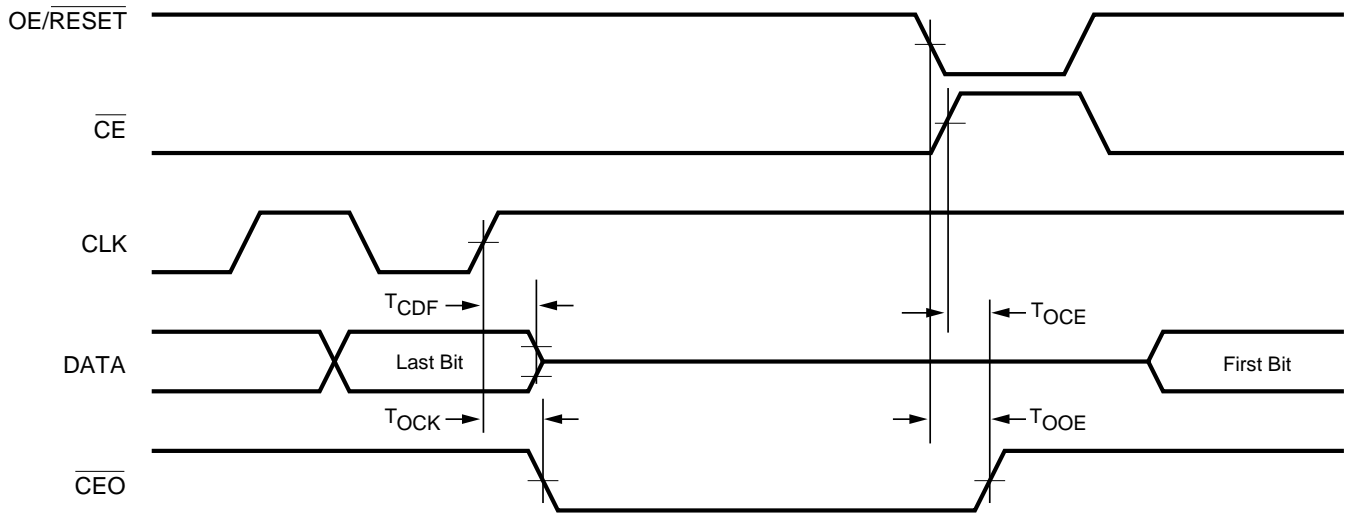 OE/RESET
CE
CLK
TCDF
TOCE
DATA
Last Bit
First Bit
TOCK
TOOE
CEO